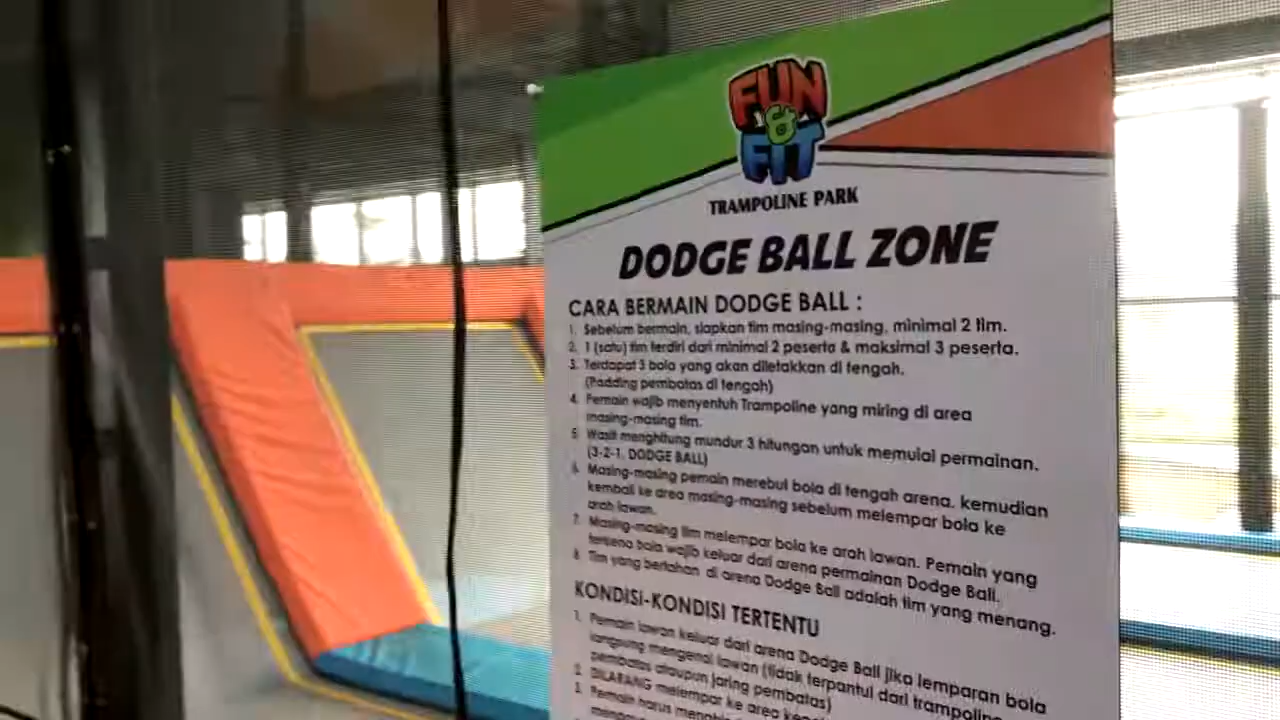 FUN
&
FIT
TRAMPOLINE PARK
DODGE BALL ZONE
CARA BERMAIN DODGE BALL :
1. Sebelum bermain, siapkan tim masing-masing, minimal 2 tim.
2. 1 (satu) tim terdiri dari minimal 2 peserta & maksimal 3 peserta.
3. Terdapat 3 bola yang akan diletakkan di tengah.
(Padding pembatas di tengah)
4. Pemain wajib menyentuh Trampoline yang miring di area
masing-masing tim.
5. Wasit menghitung mundur 3 hitungan untuk memulai permainan.
(3-2-1. DODGE BALL)
6. Masing-masing pemain merebut bola di tengah arena. kemudian
kembali ke area masing-masing sebelum melempar bola ke
arah lawan.
7. Masing-masing tim melempar bola ke arah lawan. Pemain yang
terkena bola wajib keluar dari arena permainan Dodge Ball.
8. Tim yang bertahan di arena Dodge Ball adalah tim yang menang.
KONDISI-KONDISI TERTENTU
1. Pemain lawan keluar dari arena Dodge Ball jika lemparan bola
langsung mengenai lawan (tidak terpantul dari trampoline
pembatas ataupun jaring pembatas)
2. DILARANG melempar ke area
3. Pemain harus